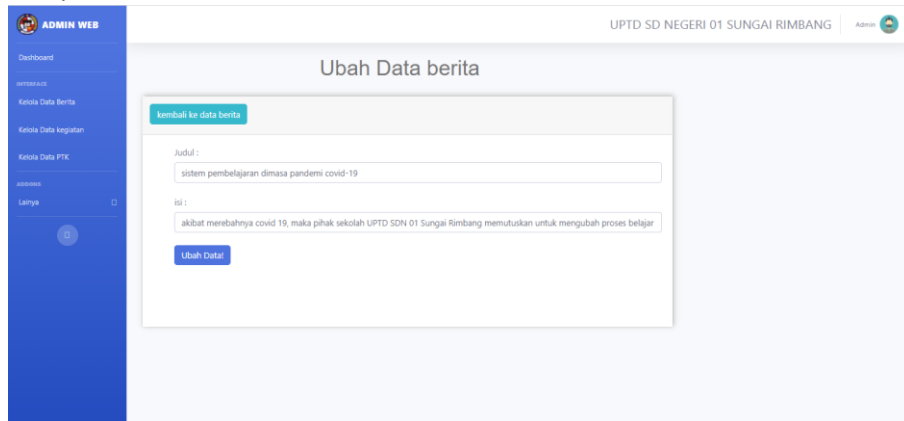 ADMIN WEB
UPTD SD NEGERI 01 SUNGAI RIMBANG
Admin
Dashboard
INTERFACE
Kelola Data Berita
Kelola Data kegiatan
Kelola Data PTK
ADDONS
Lainya
Ubah Data berita
kembali ke data berita
Judul :
sistem pembelajaran dimasa pandemi covid-19
isi :
akibat merebahnya covid 19, maka pihak sekolah UPTD SDN 01 Sungai Rimbang memutuskan untuk mengubah proses belajar
Ubah Data!